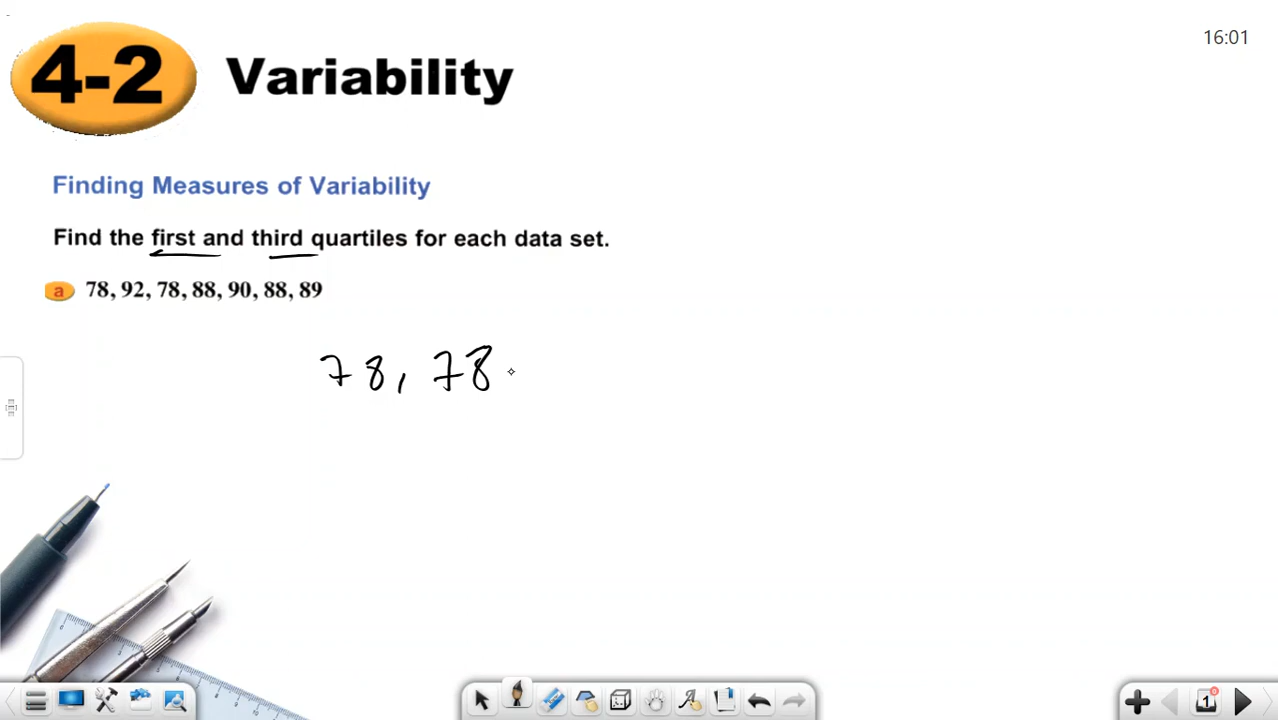 16:01
4-2 Variability
Finding Measures of Variability
Find the first and third quartiles for each data set.
a 78, 92, 78, 88, 90, 88, 89
78, 78
1